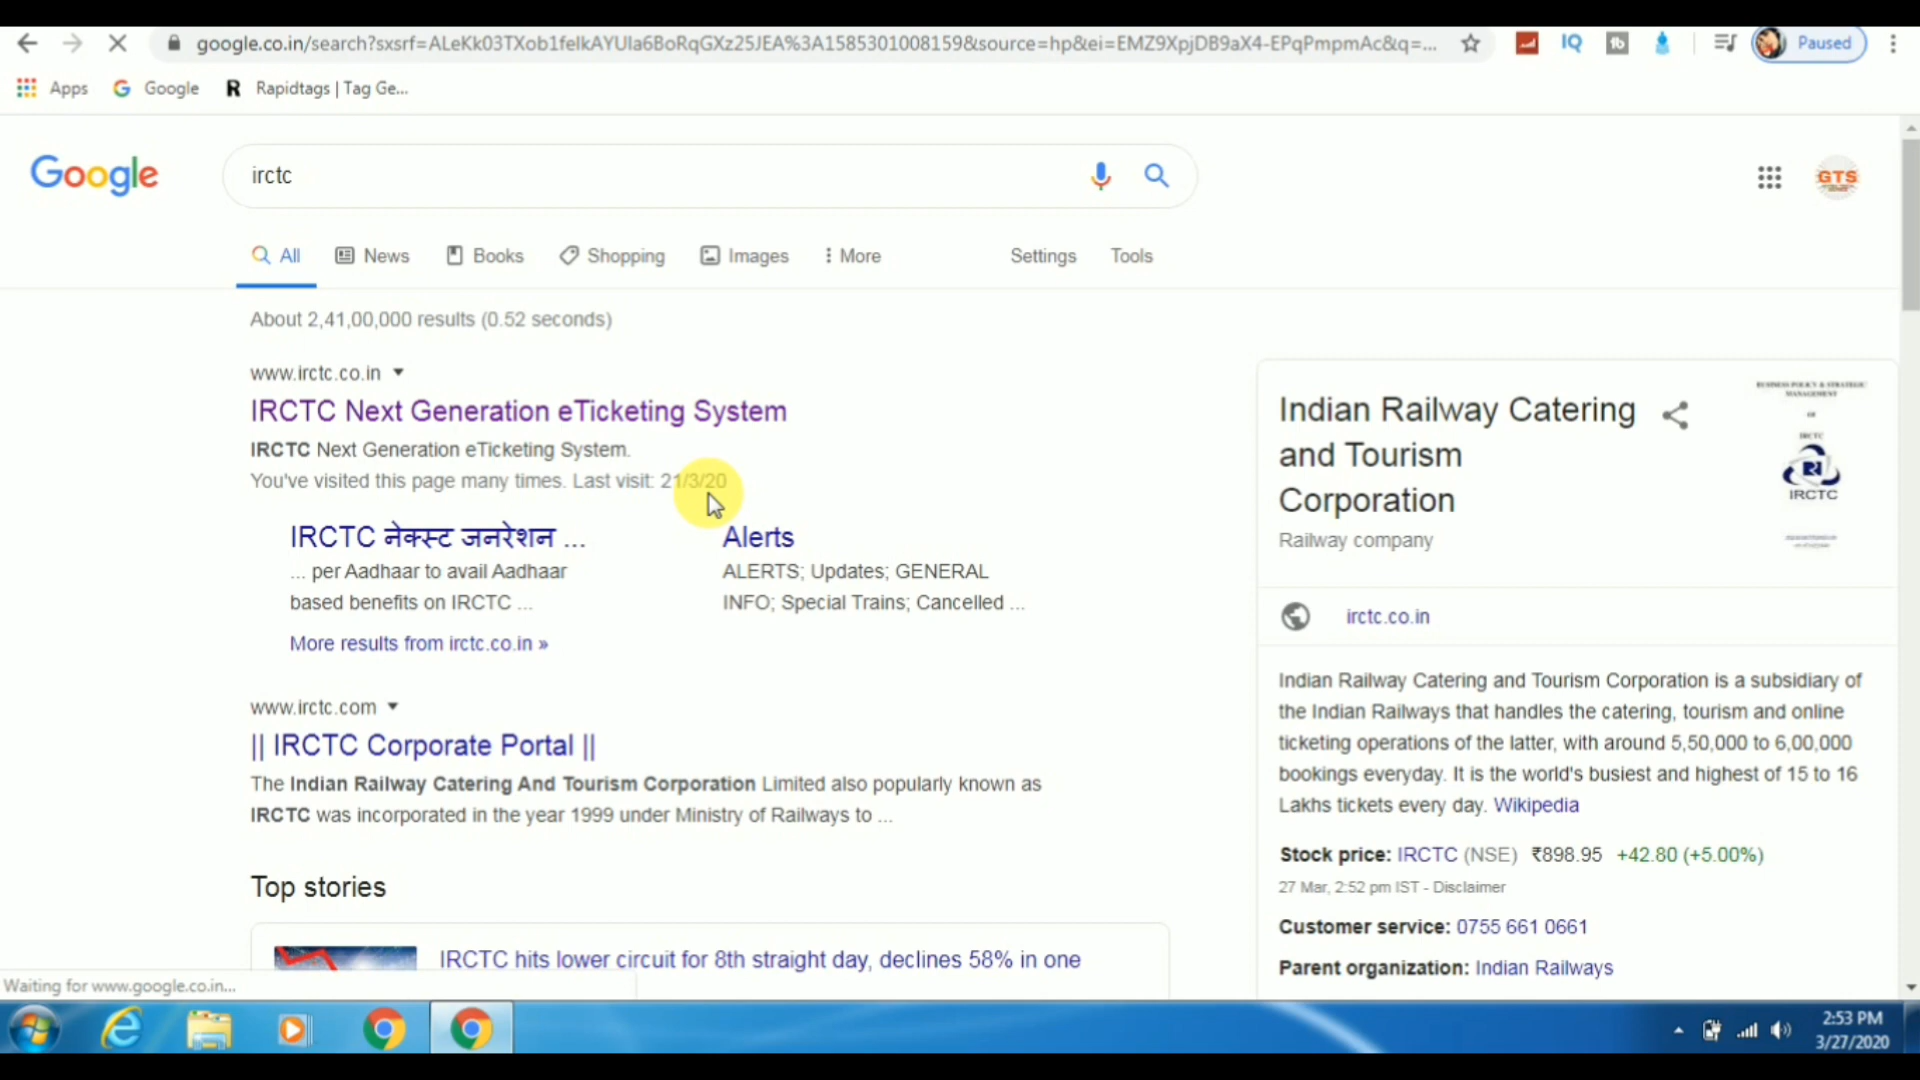 google.co.in/search?sxsrf=ALeKk03TXob1felkAYUla6BoRqGXz25JEA%3A1585301008159&source=hp&ei=EMZ9XpjDB9aX4-EPqPmpmAc&q=...
IQ
Paused
Apps
Google
R Rapidtags | Tag Ge...
Google
irctc
GTS
All
News
Books
Shopping
Images
More
Settings
Tools
About 2,41,00,000 results (0.52 seconds)
www.irctc.co.in
IRCTC Next Generation eTicketing System
IRCTC Next Generation eTicketing System.
You've visited this page many times. Last visit: 21/3/20
IRCTC नेक्स्ट जनरेशन ...
... per Aadhaar to avail Aadhaar
based benefits on IRCTC ...
Alerts
ALERTS; Updates; GENERAL
INFO; Special Trains; Cancelled ...
More results from irctc.co.in »
www.irctc.com
|| IRCTC Corporate Portal ||
The Indian Railway Catering And Tourism Corporation Limited also popularly known as
IRCTC was incorporated in the year 1999 under Ministry of Railways to ...
Top stories
IRCTC hits lower circuit for 8th straight day, declines 58% in one
Indian Railway Catering
and Tourism
Corporation
Railway company
BUSINESS POLICY & STRATEGIC
MANAGEMENT
OF
IRCTC
IRCTC
irctc.co.in
Indian Railway Catering and Tourism Corporation is a subsidiary of
the Indian Railways that handles the catering, tourism and online
ticketing operations of the latter, with around 5,50,000 to 6,00,000
bookings everyday. It is the world's busiest and highest of 15 to 16
Lakhs tickets every day. Wikipedia
Stock price: IRCTC (NSE) ₹898.95 +42.80 (+5.00%)
27 Mar, 2:52 pm IST - Disclaimer
Customer service: 0755 661 0661
Parent organization: Indian Railways
Waiting for www.google.co.in...
2:53 PM
3/27/2020